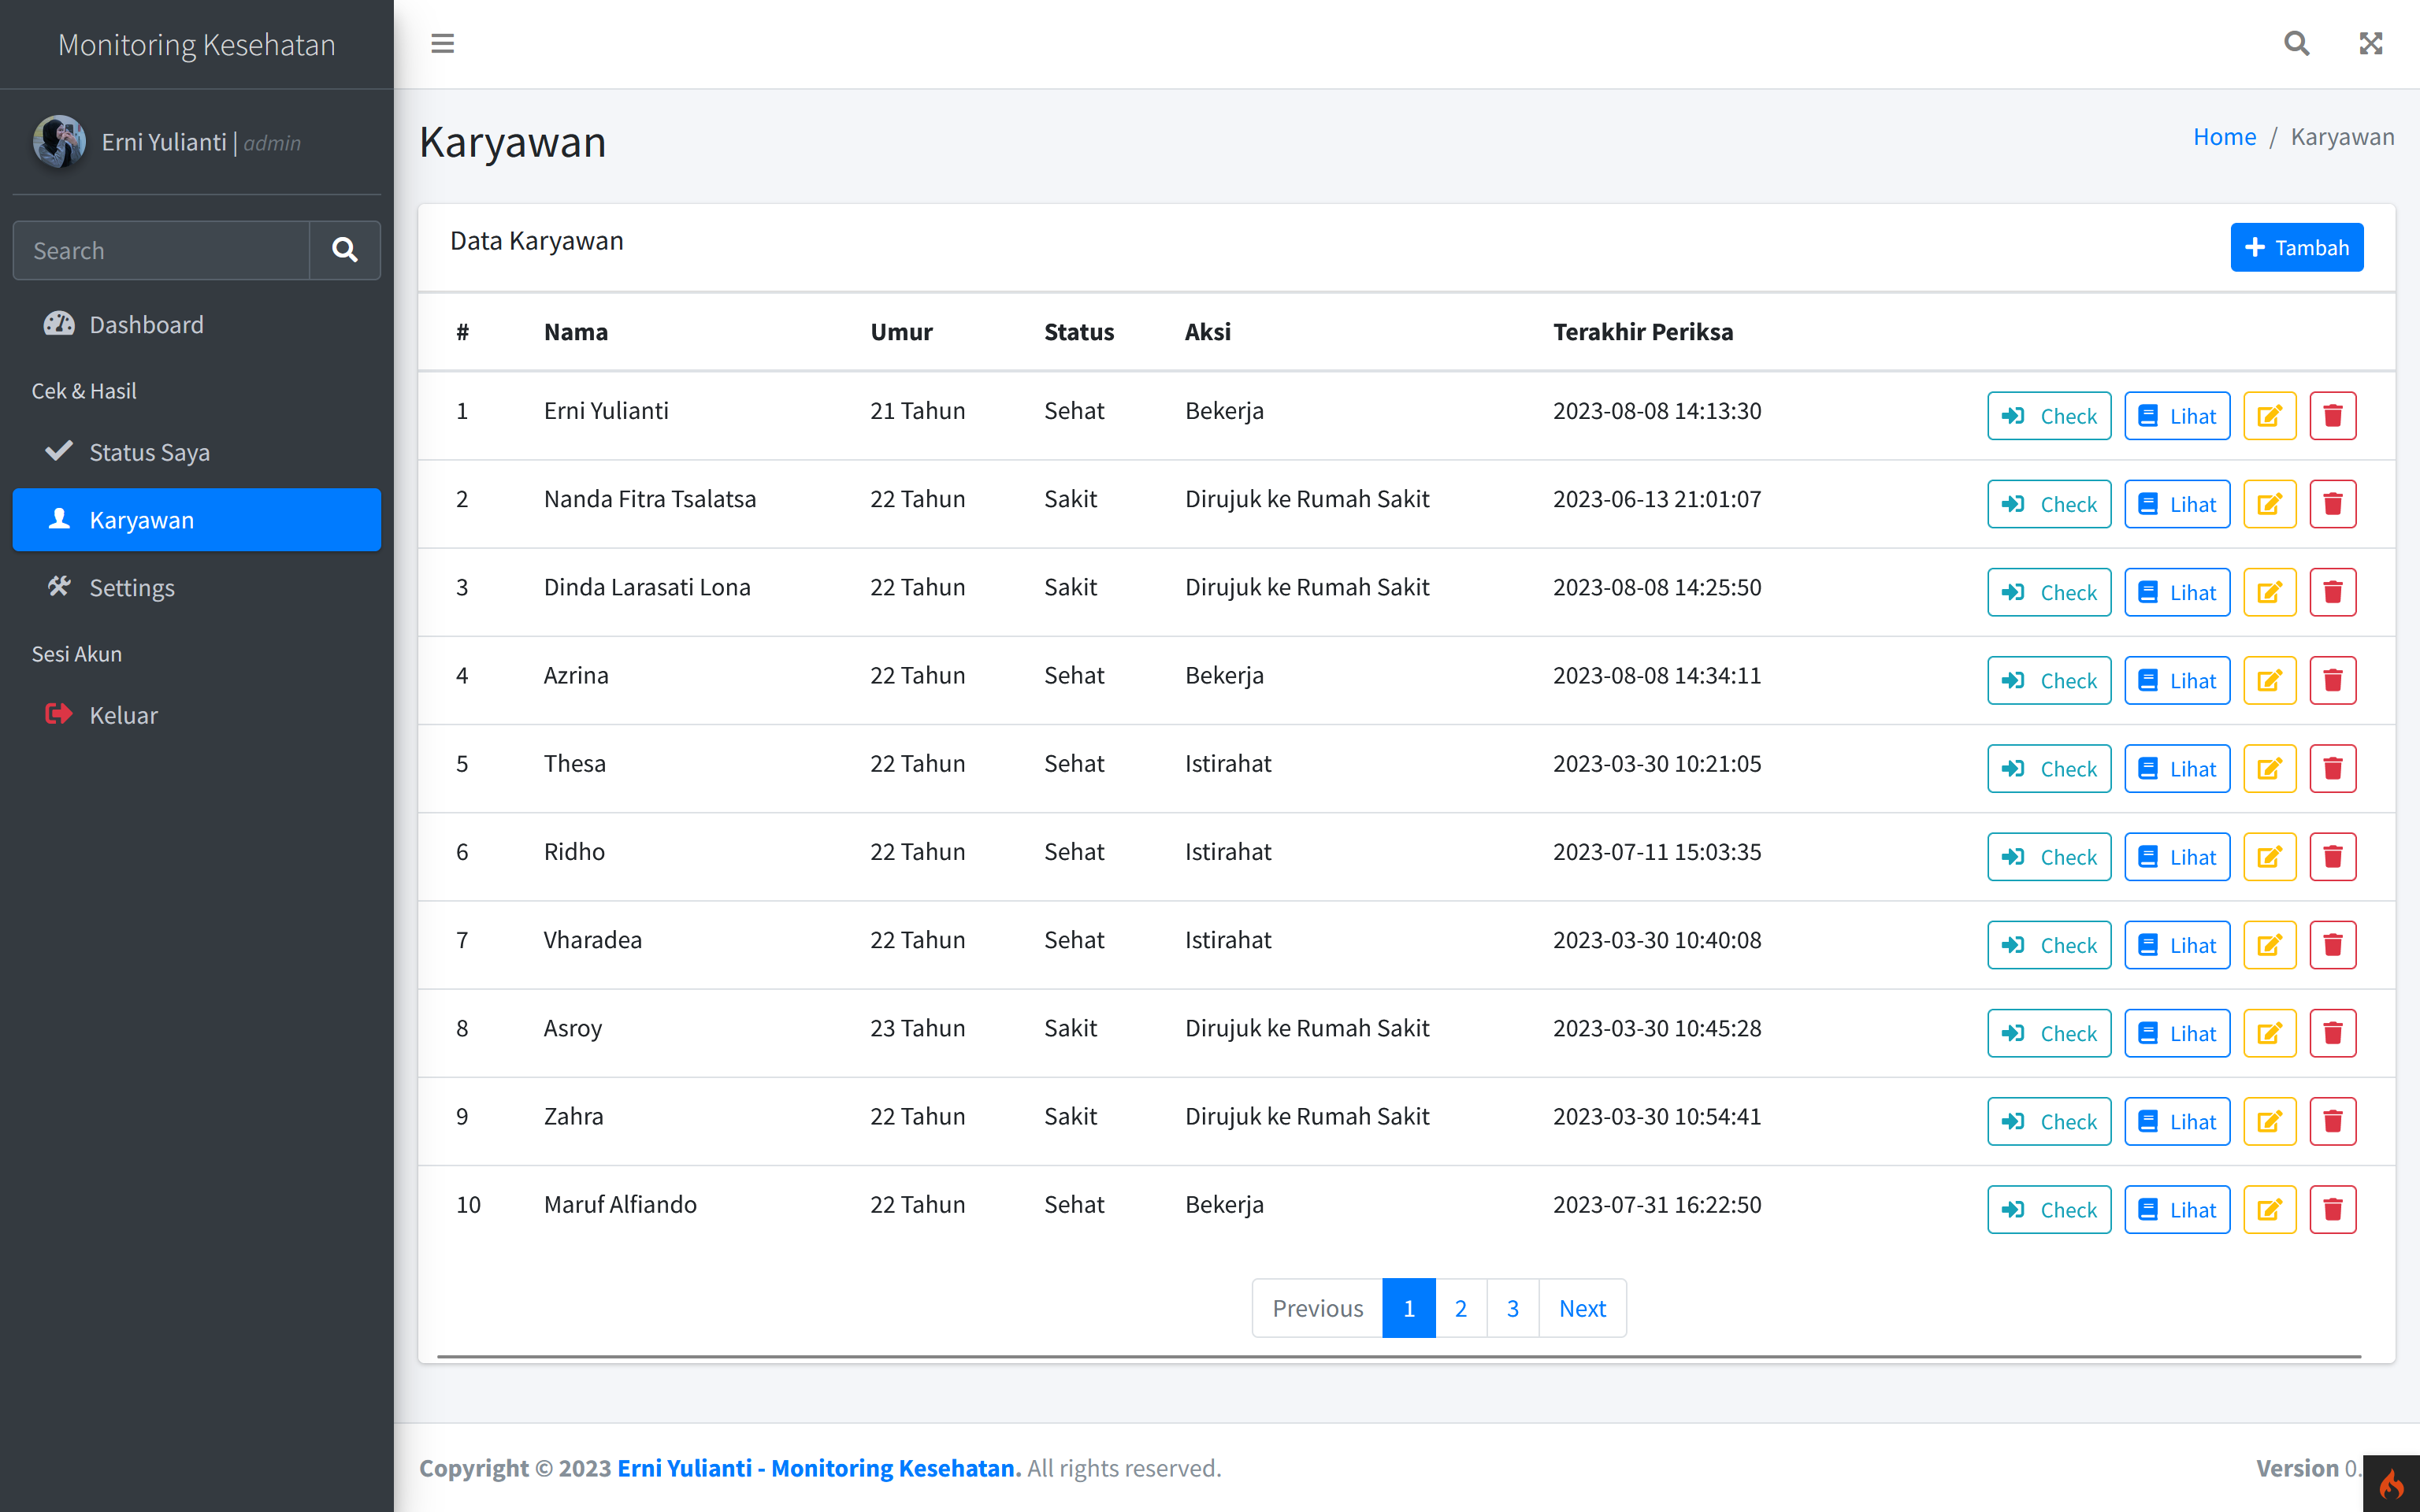 Monitoring Kesehatan
Erni Yulianti | admin
Search
Dashboard
Cek & Hasil
Status Saya
Karyawan
Settings
Sesi Akun
Keluar
Karyawan
Home / Karyawan
Data Karyawan
Tambah
# Nama Umur Status Aksi Terakhir Periksa
1 Erni Yulianti 21 Tahun Sehat Bekerja 2023-08-08 14:13:30 Check Lihat
2 Nanda Fitra Tsalatsa 22 Tahun Sakit Dirujuk ke Rumah Sakit 2023-06-13 21:01:07 Check Lihat
3 Dinda Larasati Lona 22 Tahun Sakit Dirujuk ke Rumah Sakit 2023-08-08 14:25:50 Check Lihat
4 Azrina 22 Tahun Sehat Bekerja 2023-08-08 14:34:11 Check Lihat
5 Thesa 22 Tahun Sehat Istirahat 2023-03-30 10:21:05 Check Lihat
6 Ridho 22 Tahun Sehat Istirahat 2023-07-11 15:03:35 Check Lihat
7 Vharadea 22 Tahun Sehat Istirahat 2023-03-30 10:40:08 Check Lihat
8 Asroy 23 Tahun Sakit Dirujuk ke Rumah Sakit 2023-03-30 10:45:28 Check Lihat
9 Zahra 22 Tahun Sakit Dirujuk ke Rumah Sakit 2023-03-30 10:54:41 Check Lihat
10 Maruf Alfiando 22 Tahun Sehat Bekerja 2023-07-31 16:22:50 Check Lihat
Previous 1 2 3 Next
Copyright © 2023 Erni Yulianti - Monitoring Kesehatan. All rights reserved.
Version 0.